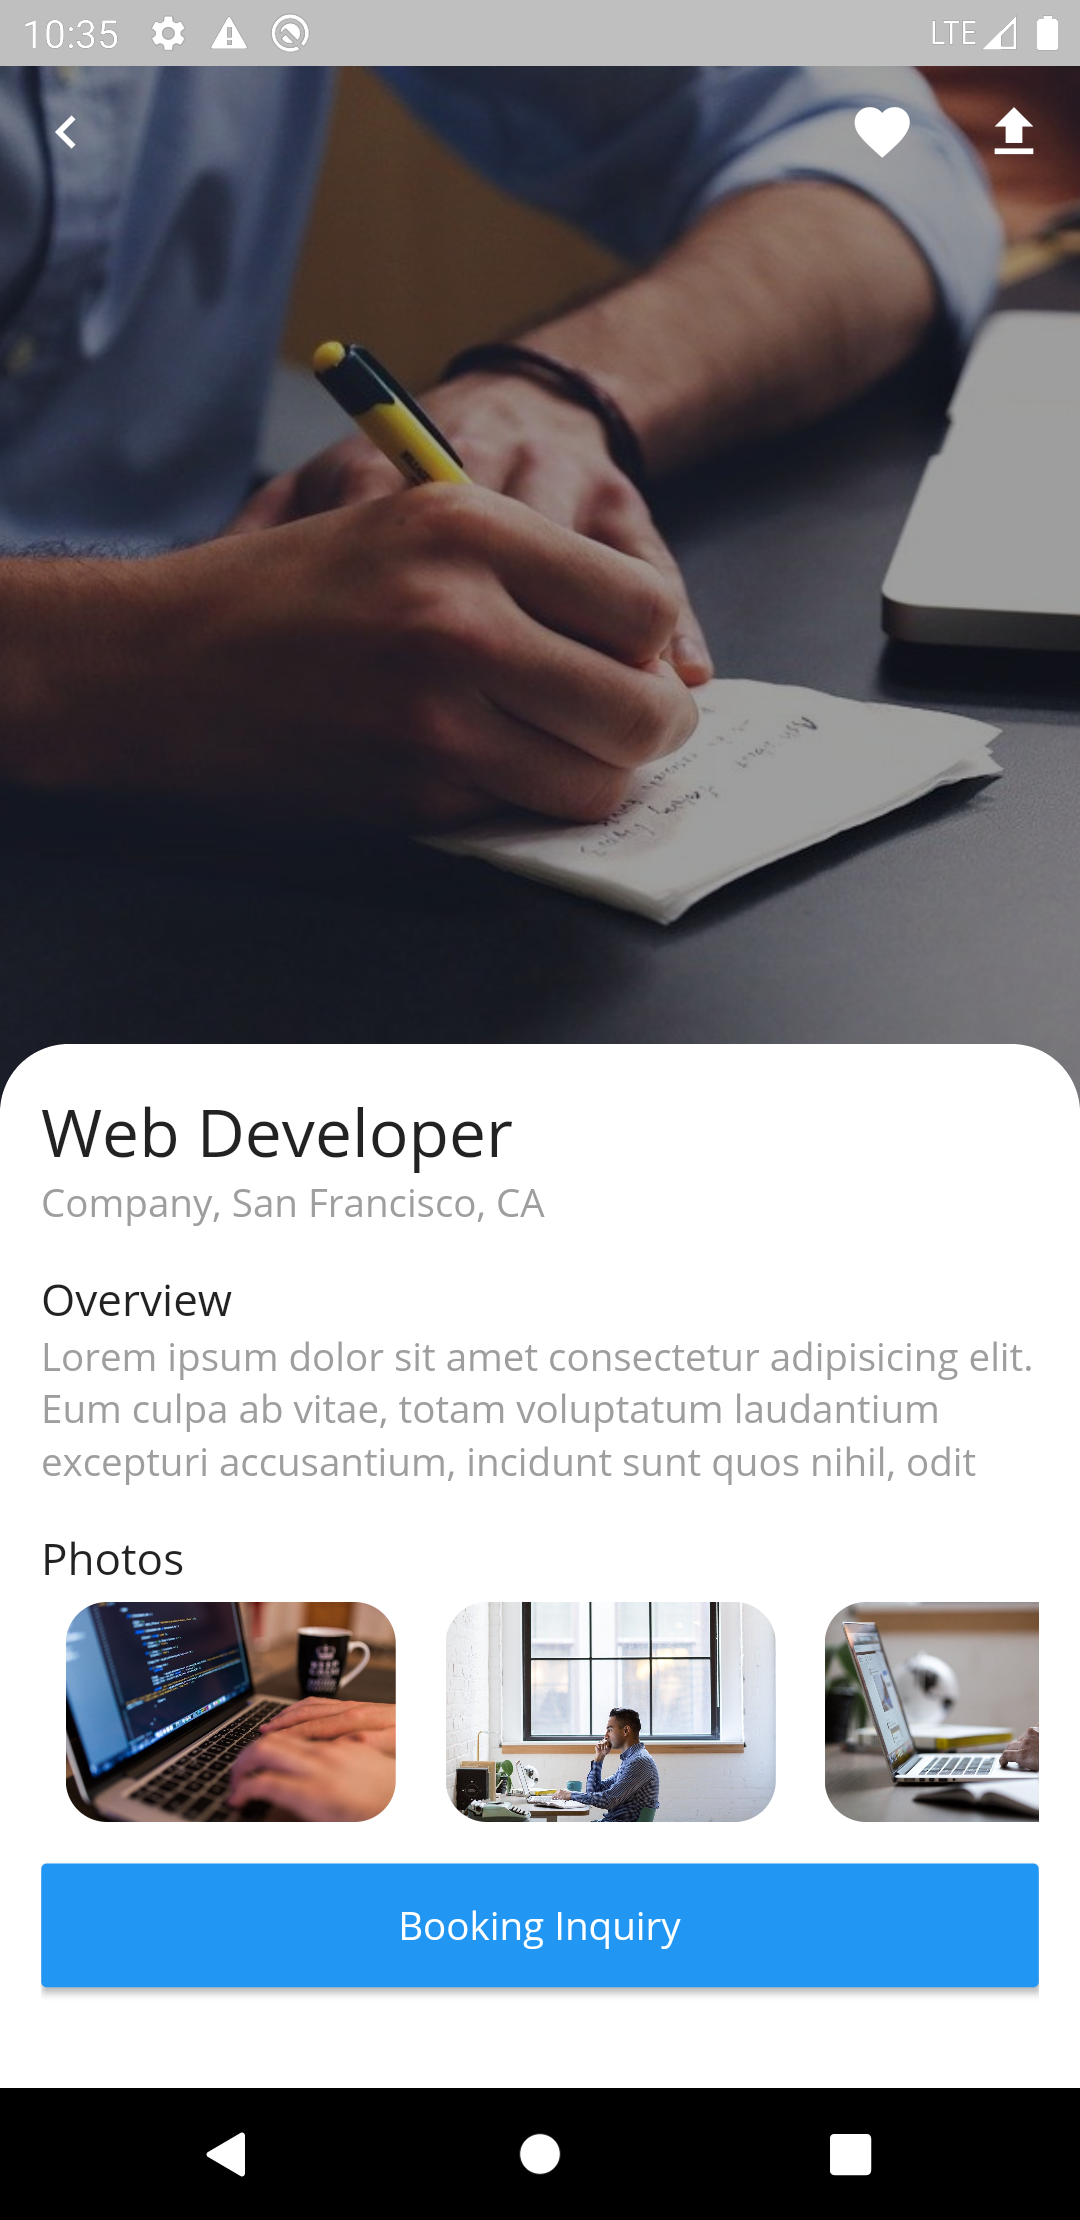 10:35
LTE
Web Developer
Company, San Francisco, CA
Overview
Lorem ipsum dolor sit amet consectetur adipisicing elit.
Eum culpa ab vitae, totam voluptatum laudantium
excepturi accusantium, incidunt sunt quos nihil, odit
Photos
Booking Inquiry